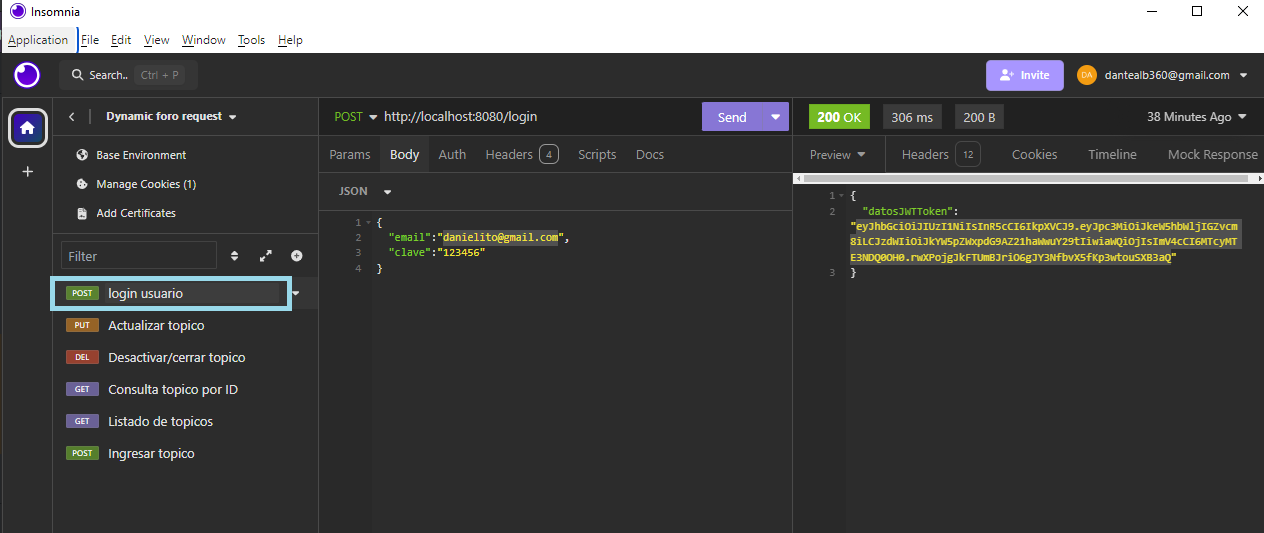 Insomnia
Application File Edit View Window Tools Help
Search.. Ctrl + P
Invite
DA dantealb360@gmail.com
Dynamic foro request
Base Environment
Manage Cookies (1)
Add Certificates
Filter
POST login usuario
PUT Actualizar topico
DEL Desactivar/cerrar topico
GET Consulta topico por ID
GET Listado de topicos
POST Ingresar topico
POST http://localhost:8080/login Send
Params Body Auth Headers 4 Scripts Docs
JSON
1 {
2 "email":"danielito@gmail.com",
3 "clave":"123456"
4 }
200 OK 306 ms 200 B 38 Minutes Ago
Preview Headers 12 Cookies Timeline Mock Response
1 {
2 "datosJWTToken":
"eyJhbGciOiJIUzI1NiIsInR5cCI6IkpXVCJ9.eyJpc3MiOiJkeW5hbWljIGZvcm
8iLCJzdWIiOiJkYW5pZWxpdG9AZ21haWwuY29tIiwiaWQiOjIsImV4cCI6MTcyMT
E3NDQ0OH0.rwXPojgJkFTUmBJriO6gJY3NfbvX5fKp3wtouSXB3aQ"
3 }